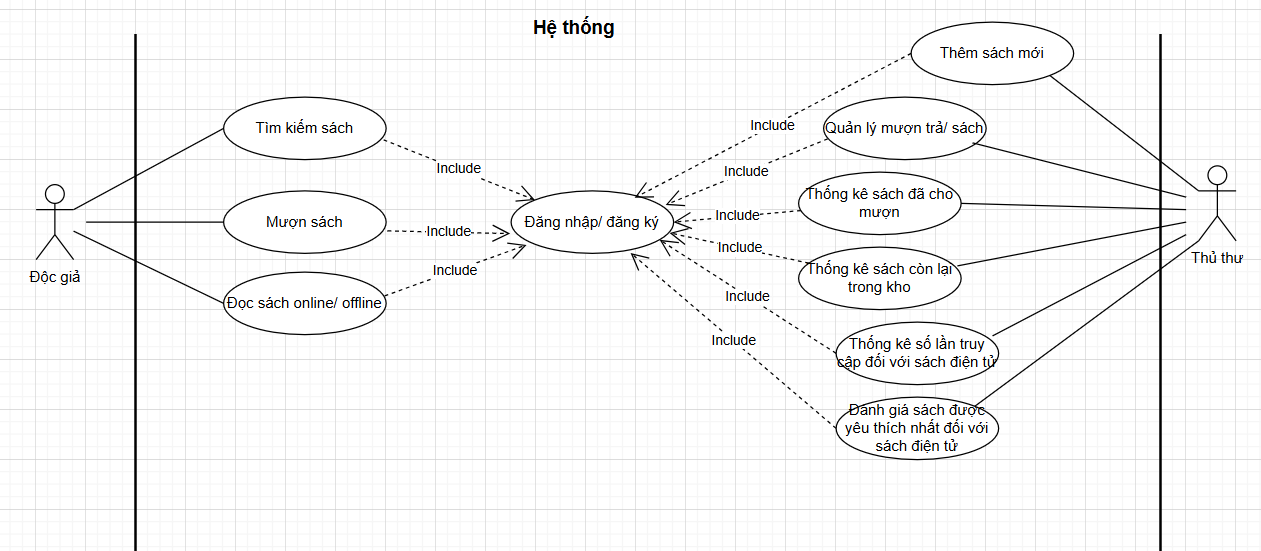 Hệ thống
Thêm sách mới
Tìm kiếm sách
Include
Quản lý mượn trả/ sách
Include
Include
Thống kê sách đã cho
mượn
Mượn sách
Include
Đăng nhập/ đăng ký
Include
Include
Độc giả
Thủ thư
Include
Thống kê sách còn lại
trong kho
Đọc sách online/ offline
Include
Thống kê số lần truy
cập đối với sách điện tử
Include
Đánh giá sách được
yêu thích nhất đối với
sách điện tử